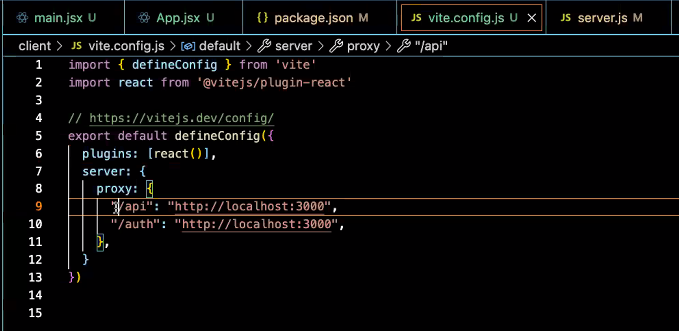 main.jsx U App.jsx U {} package.json M JS vite.config.js U × JS server.js M
client > JS vite.config.js > default > server > proxy > "/api"
1 import { defineConfig } from 'vite'
2 import react from '@vitejs/plugin-react'
3
4 // https://vitejs.dev/config/
5 export default defineConfig({
6 plugins: [react()],
7 server: {
8 proxy: {
9 "/api": "http://localhost:3000",
10 "/auth": "http://localhost:3000",
11 },
12 }
13 })
14
15